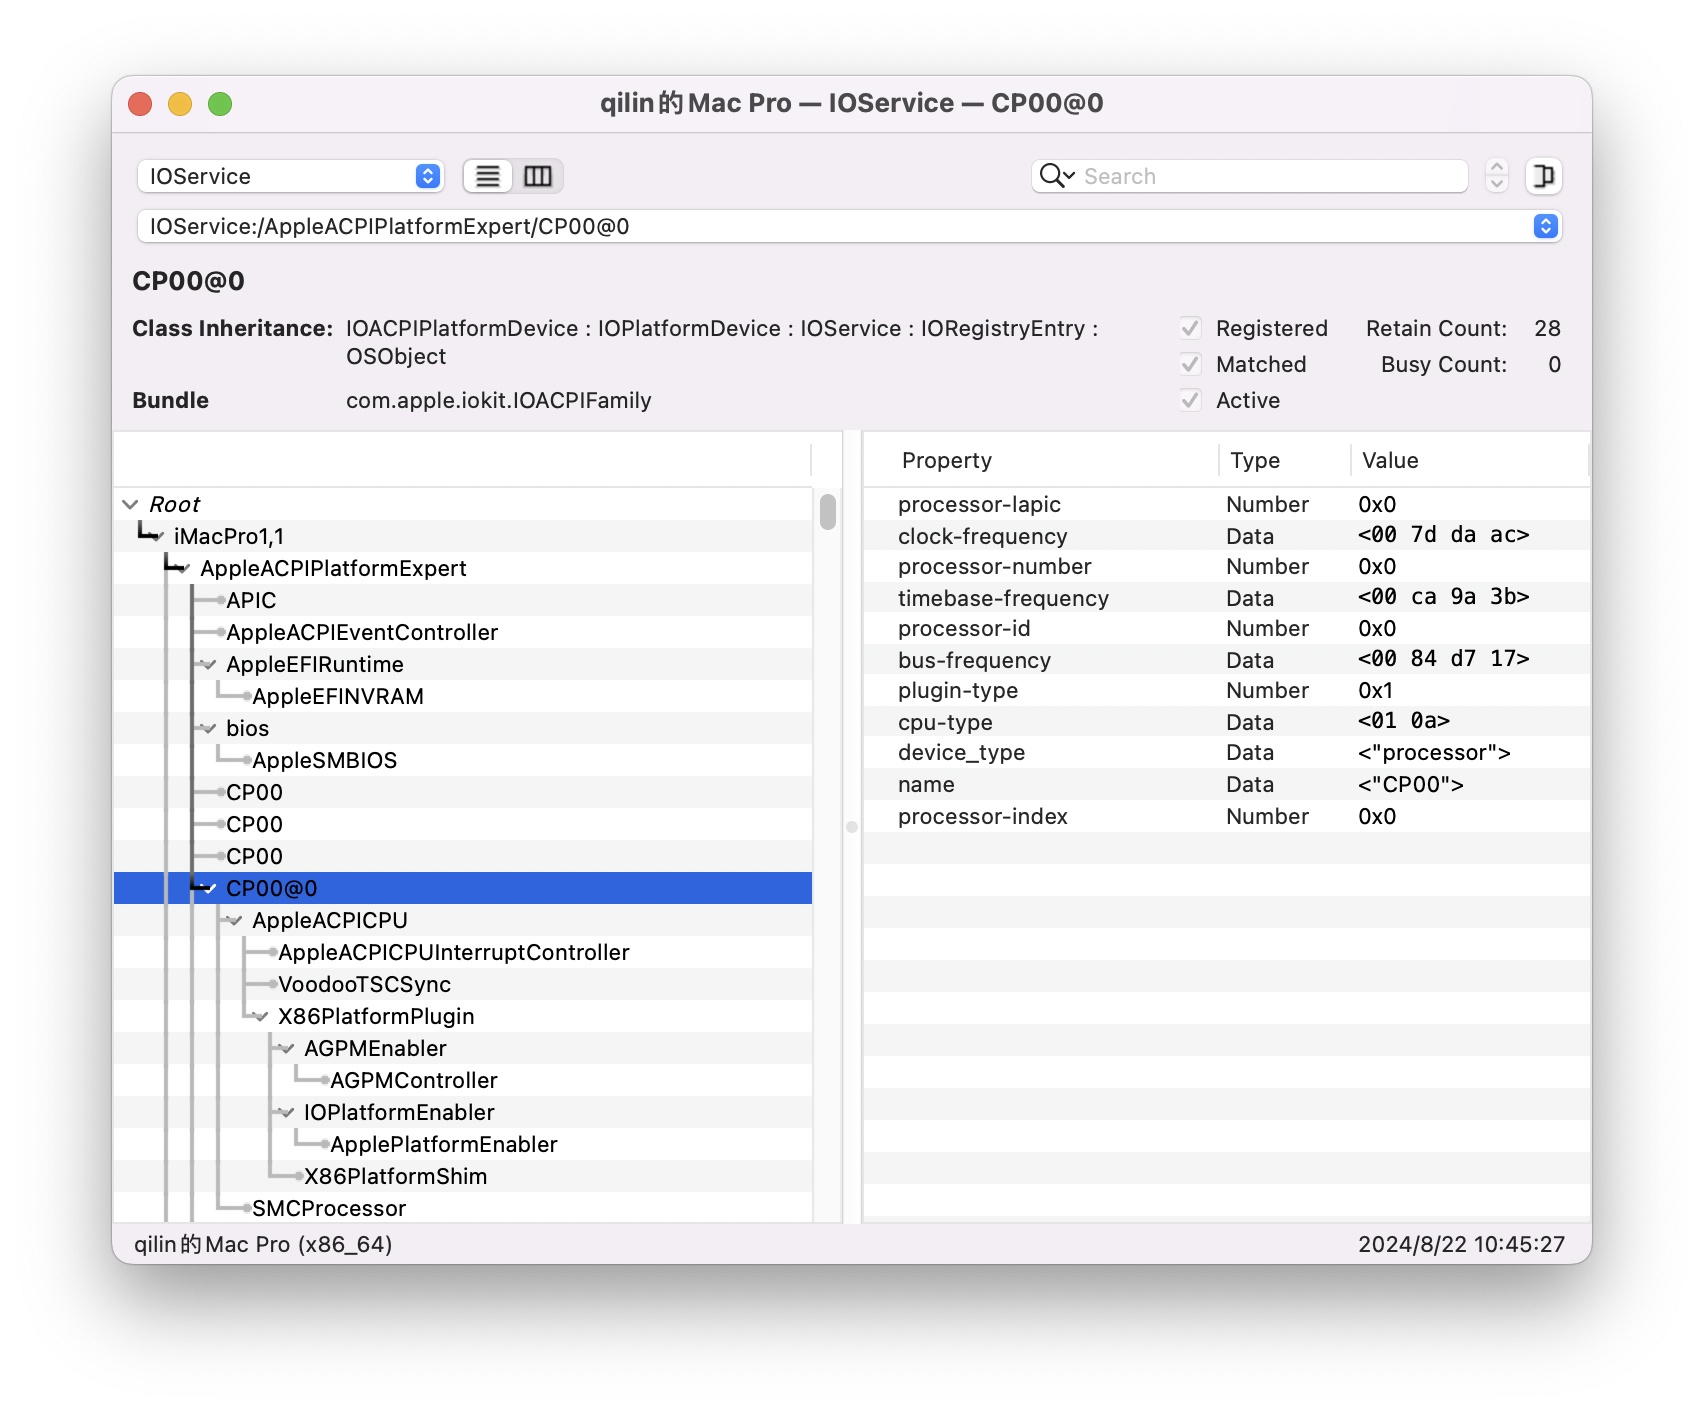 qilin的Mac Pro — IOService — CP00@0
IOService
Search
IOService:/AppleACPIPlatformExpert/CP00@0
CP00@0
Class Inheritance: IOACPIPlatformDevice : IOPlatformDevice : IOService : IORegistryEntry :
OSObject
Registered Retain Count: 28
Matched Busy Count: 0
Bundle com.apple.iokit.IOACPIFamily
Active
Root
iMacPro1,1
AppleACPIPlatformExpert
APIC
AppleACPIEventController
AppleEFIRuntime
AppleEFINVRAM
bios
AppleSMBIOS
CP00
CP00
CP00
CP00@0
AppleACPICPU
AppleACPICPUInterruptController
VoodooTSCSync
X86PlatformPlugin
AGPMEnabler
AGPMController
IOPlatformEnabler
ApplePlatformEnabler
X86PlatformShim
SMCProcessor
Property Type Value
processor-lapic Number 0x0
clock-frequency Data <00 7d da ac>
processor-number Number 0x0
timebase-frequency Data <00 ca 9a 3b>
processor-id Number 0x0
bus-frequency Data <00 84 d7 17>
plugin-type Number 0x1
cpu-type Data <01 0a>
device_type Data <"processor">
name Data <"CP00">
processor-index Number 0x0
qilin的Mac Pro (x86_64)
2024/8/22 10:45:27